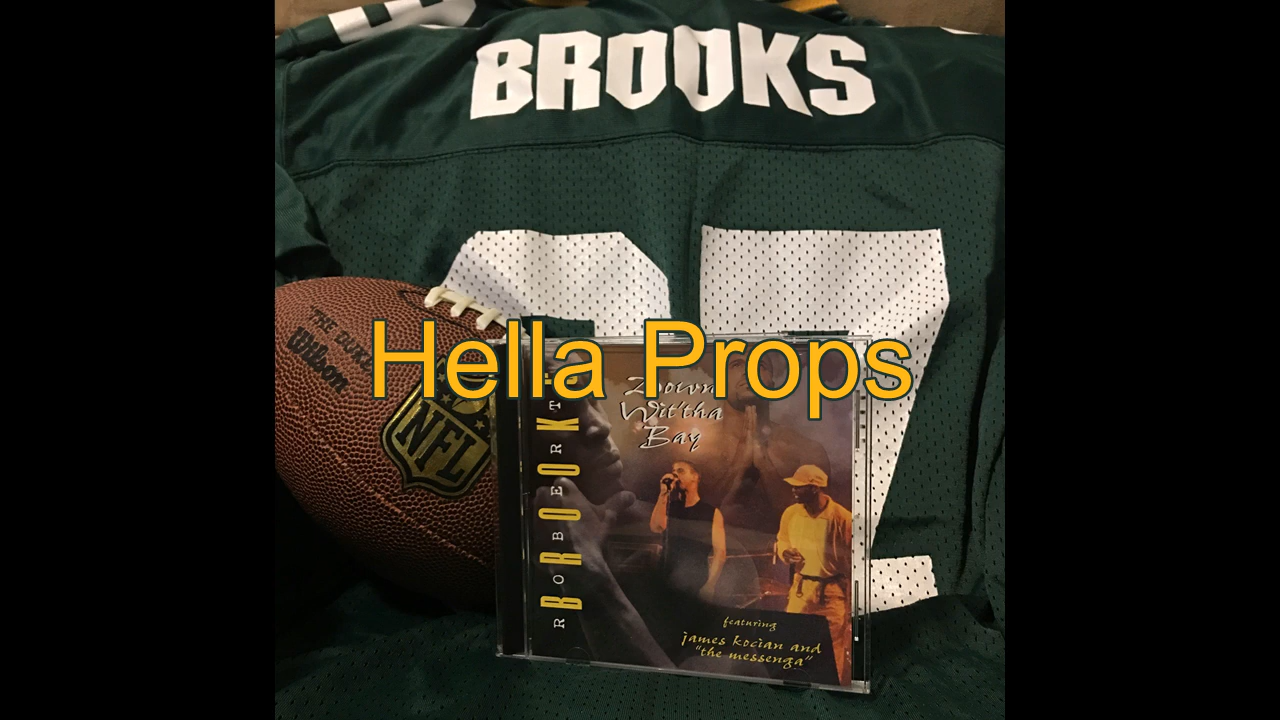 BROOKS
87
THE DUKE
Wilson
NFL
Hella Props
ROBERT
BROOKS
Down
Wit'tha
Bay
featuring
james kocian and
"the messenga"